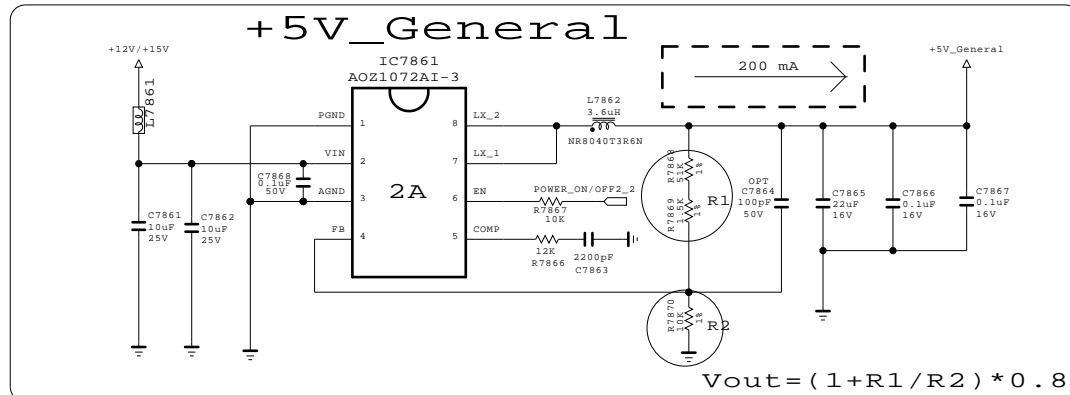 +5V_General
+12V/+15V
L7861
IC7861
AOZ1072AI-3
PGND
1
VIN
2
AGND
3
FB
4
2A
8
LX_2
7
LX_1
6
EN
5
COMP
C7868
0.1uF
50V
C7861
10uF
25V
C7862
10uF
25V
POWER_ON/OFF2_2
R7867
10K
12K
R7866
2200pF
C7863
L7862
3.6uH
NR8040T3R6N
200 mA
R7868
51K
1%
R7869
1.5K
1%
R1
R7870
10K
1%
R2
OPT
C7864
100pF
50V
C7865
22uF
16V
C7866
0.1uF
16V
C7867
0.1uF
16V
+5V_General
Vout=(1+R1/R2)*0.8